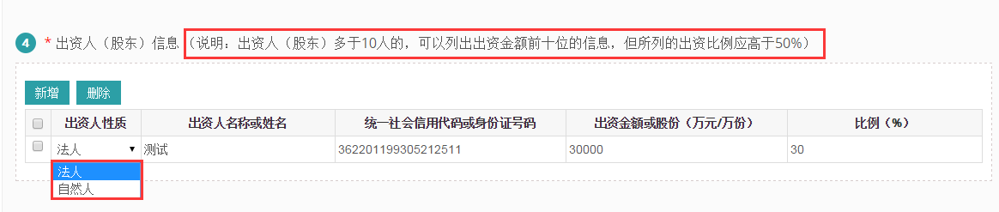 4 * 出资人（股东）信息（说明：出资人（股东）多于10人的，可以列出出资金额前十位的信息，但所列的出资比例应高于50%）
新增 删除
出资人性质 出资人名称或姓名 统一社会信用代码或身份证号码 出资金额或股份（万元/万份） 比例（%）
法人 测试 362201199305212511 30000 30
法人
自然人